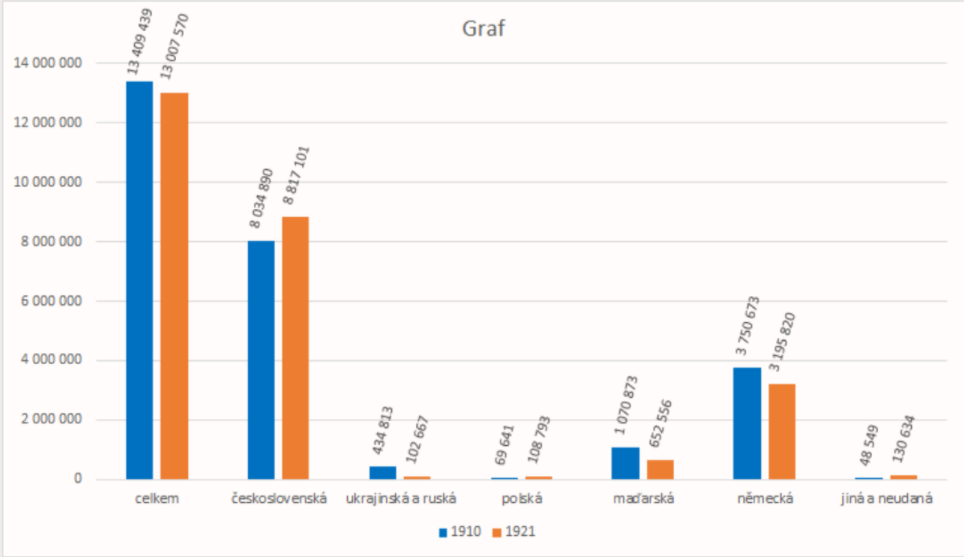 Graf
13 409 439
13 007 570
8 034 890
8 817 101
434 813
102 667
69 641
108 793
1 070 873
652 556
3 750 673
3 195 820
48 549
130 634
14 000 000
12 000 000
10 000 000
8 000 000
6 000 000
4 000 000
2 000 000
0
celkem
československá
ukrajinská a ruská
polská
maďarská
německá
jiná a neudaná
1910
1921